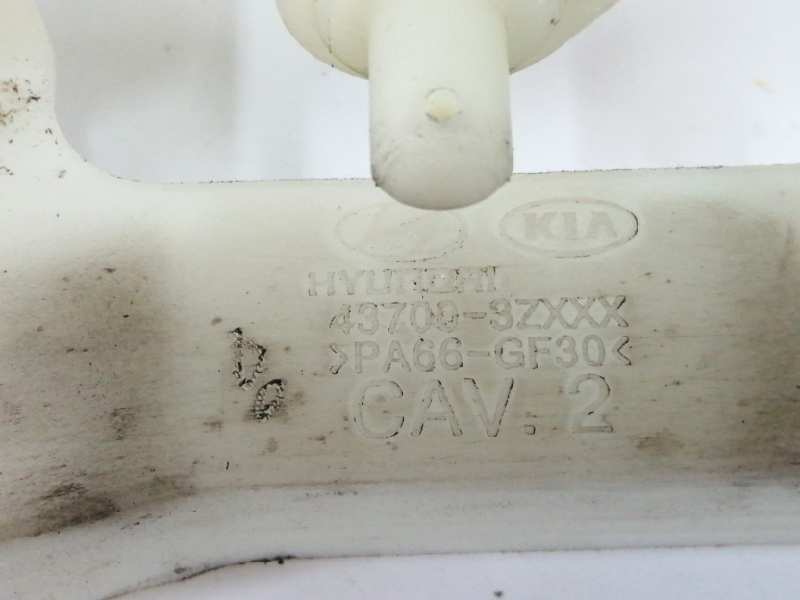 KIA
HYUNDAI
43700-3ZXXX
>PA66-GF30<
CAV. 2